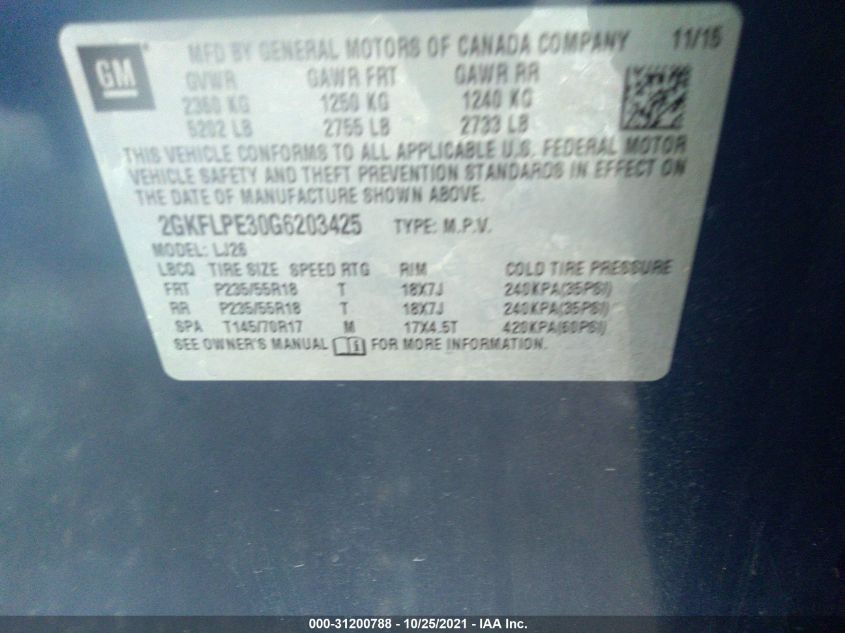 GM
MFD BY GENERAL MOTORS OF CANADA COMPANY 11/15
GVWR GAWR FRT GAWR RR
2360 KG 1250 KG 1240 KG
5202 LB 2755 LB 2733 LB
THIS VEHICLE CONFORMS TO ALL APPLICABLE U.S. FEDERAL MOTOR
VEHICLE SAFETY AND THEFT PREVENTION STANDARDS IN EFFECT ON
THE DATE OF MANUFACTURE SHOWN ABOVE.
2GKFLPE30G6203425 TYPE: M.P.V.
MODEL: LJ26
LBCQ TIRE SIZE SPEED RTG RIM COLD TIRE PRESSURE
FRT P235/55R18 T 18X7J 240KPA(35PSI)
RR P235/55R18 T 18X7J 240KPA(35PSI)
SPA T145/70R17 M 17X4.5T 420KPA(60PSI)
SEE OWNER'S MANUAL FOR MORE INFORMATION.
000-31200788 - 10/25/2021 - IAA Inc.